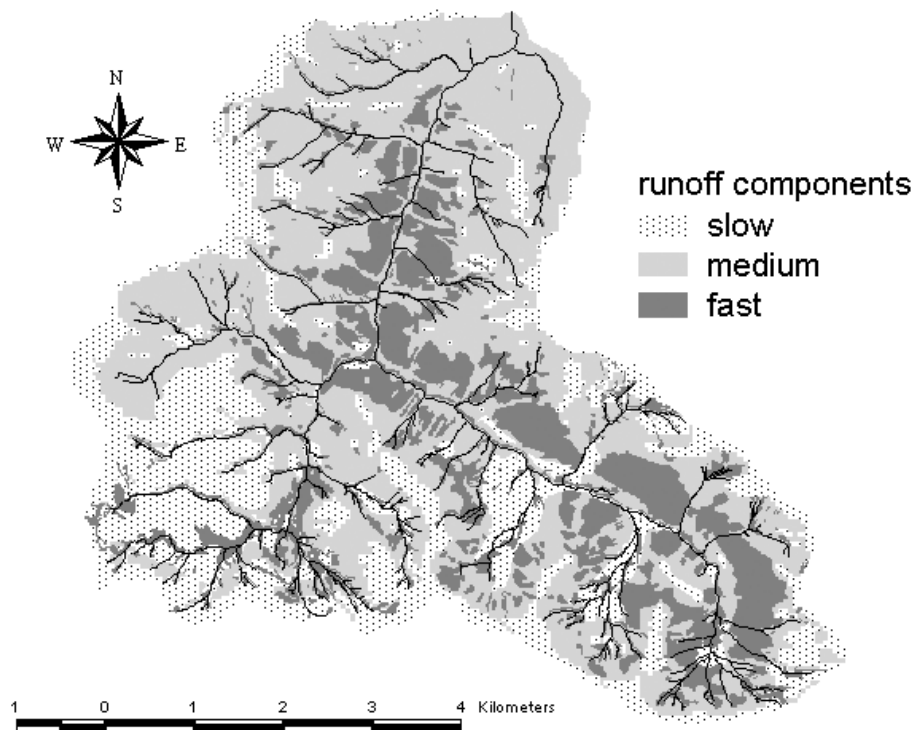 N
W E
S
runoff components
slow
medium
fast
1 0 1 2 3 4 Kilometers